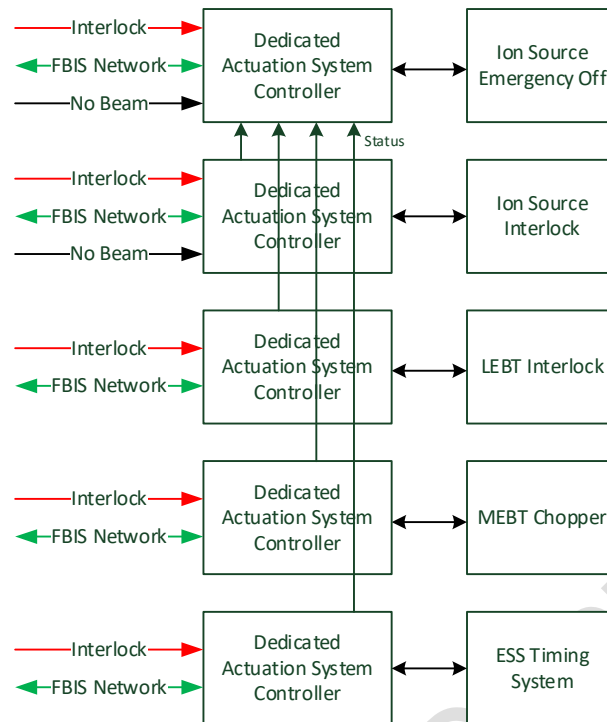 Interlock
FBIS Network
No Beam
Dedicated
Actuation System
Controller
Ion Source
Emergency Off
Status
Interlock
FBIS Network
No Beam
Dedicated
Actuation System
Controller
Ion Source
Interlock
Interlock
FBIS Network
Dedicated
Actuation System
Controller
LEBT Interlock
Interlock
FBIS Network
Dedicated
Actuation System
Controller
MEBT Chopper
Interlock
FBIS Network
Dedicated
Actuation System
Controller
ESS Timing
System